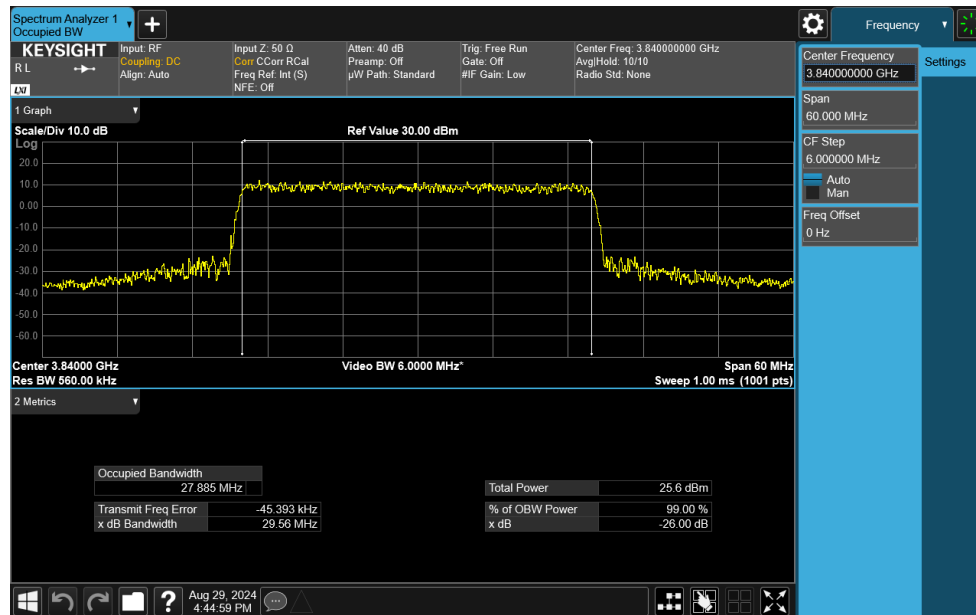 Spectrum Analyzer 1
Occupied BW
Frequency
KEYSIGHT
R L
LXI
Input: RF
Coupling: DC
Align: Auto
Input Z: 50 Ω
Corr CCorr RCal
Freq Ref: Int (S)
NFE: Off
Atten: 40 dB
Preamp: Off
µW Path: Standard
Trig: Free Run
Gate: Off
#IF Gain: Low
Center Freq: 3.840000000 GHz
Avg|Hold: 10/10
Radio Std: None
Center Frequency
3.840000000 GHz
Settings
Span
60.000 MHz
CF Step
6.000000 MHz
Auto
Man
Freq Offset
0 Hz
1 Graph
Scale/Div 10.0 dB
Ref Value 30.00 dBm
Log
20.0
10.0
0.00
-10.0
-20.0
-30.0
-40.0
-50.0
-60.0
Center 3.84000 GHz
Video BW 6.0000 MHz*
Span 60 MHz
Res BW 560.00 kHz
Sweep 1.00 ms (1001 pts)
2 Metrics
Occupied Bandwidth
27.885 MHz
Transmit Freq Error -45.393 kHz
x dB Bandwidth 29.56 MHz
Total Power 25.6 dBm
% of OBW Power 99.00 %
x dB -26.00 dB
Aug 29, 2024
4:44:59 PM